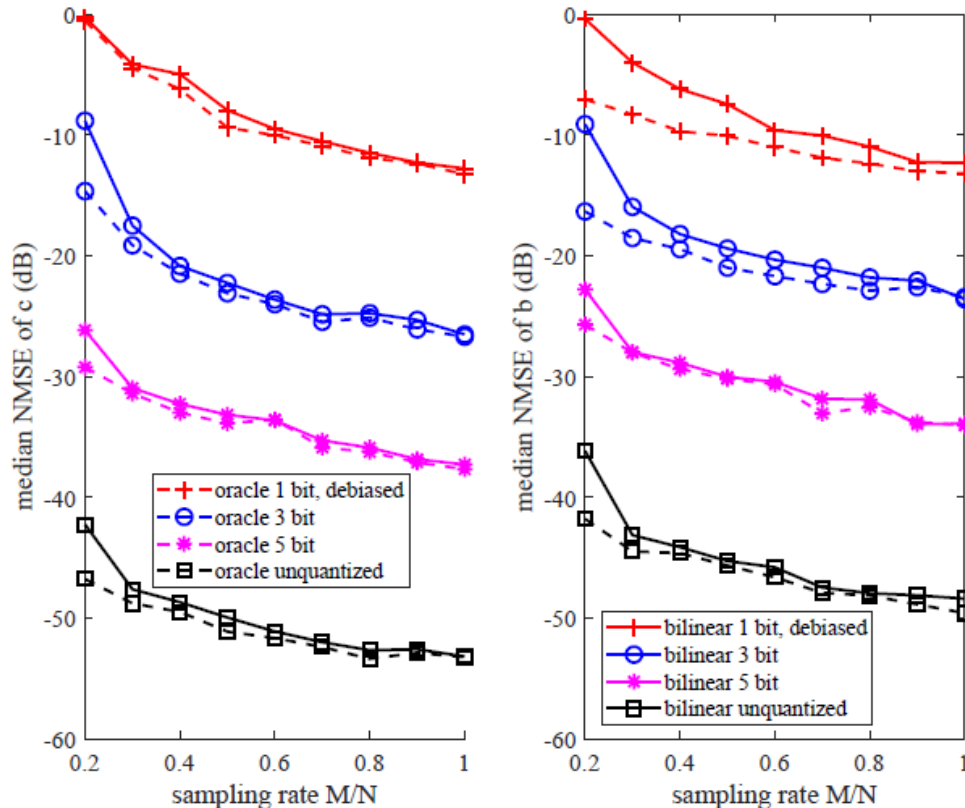 0
-10
-20
-30
-40
-50
-60
median NMSE of c (dB)
oracle 1 bit, debiased
oracle 3 bit
oracle 5 bit
oracle unquantized
0.2 0.4 0.6 0.8 1
sampling rate M/N
0
-10
-20
-30
-40
-50
-60
median NMSE of b (dB)
bilinear 1 bit, debiased
bilinear 3 bit
bilinear 5 bit
bilinear unquantized
0.2 0.4 0.6 0.8 1
sampling rate M/N